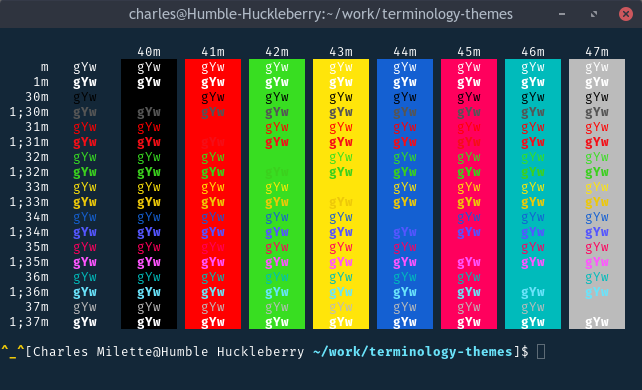 charles@Humble-Huckleberry:~/work/terminology-themes
40m 41m 42m 43m 44m 45m 46m 47m
m gYw gYw gYw gYw gYw gYw gYw gYw gYw
1m gYw gYw gYw gYw gYw gYw gYw gYw gYw
30m gYw gYw gYw gYw gYw gYw gYw gYw
1;30m gYw gYw gYw gYw gYw gYw gYw gYw gYw
31m gYw gYw gYw gYw gYw gYw gYw gYw
1;31m gYw gYw gYw gYw gYw gYw gYw gYw
32m gYw gYw gYw gYw gYw gYw gYw gYw
1;32m gYw gYw gYw gYw gYw gYw gYw gYw gYw
33m gYw gYw gYw gYw gYw gYw gYw gYw
1;33m gYw gYw gYw gYw gYw gYw gYw gYw gYw
34m gYw gYw gYw gYw gYw gYw gYw gYw
1;34m gYw gYw gYw gYw gYw gYw gYw gYw gYw
35m gYw gYw gYw gYw gYw gYw gYw gYw
1;35m gYw gYw gYw gYw gYw gYw gYw gYw gYw
36m gYw gYw gYw gYw gYw gYw gYw gYw
1;36m gYw gYw gYw gYw gYw gYw gYw gYw gYw
37m gYw gYw gYw gYw gYw gYw gYw gYw
1;37m gYw gYw gYw gYw gYw gYw gYw gYw gYw
^_^[Charles Milette@Humble Huckleberry ~/work/terminology-themes]$